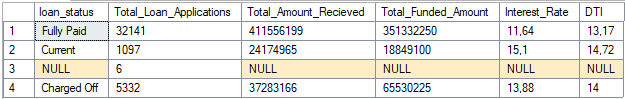 loan_status Total_Loan_Applications Total_Amount_Recieved Total_Funded_Amount Interest_Rate DTI
1 Fully Paid 32141 411556199 351332250 11,64 13,17
2 Current 1097 24174965 18849100 15,1 14,72
3 NULL 6 NULL NULL NULL NULL
4 Charged Off 5332 37283166 65530225 13,88 14